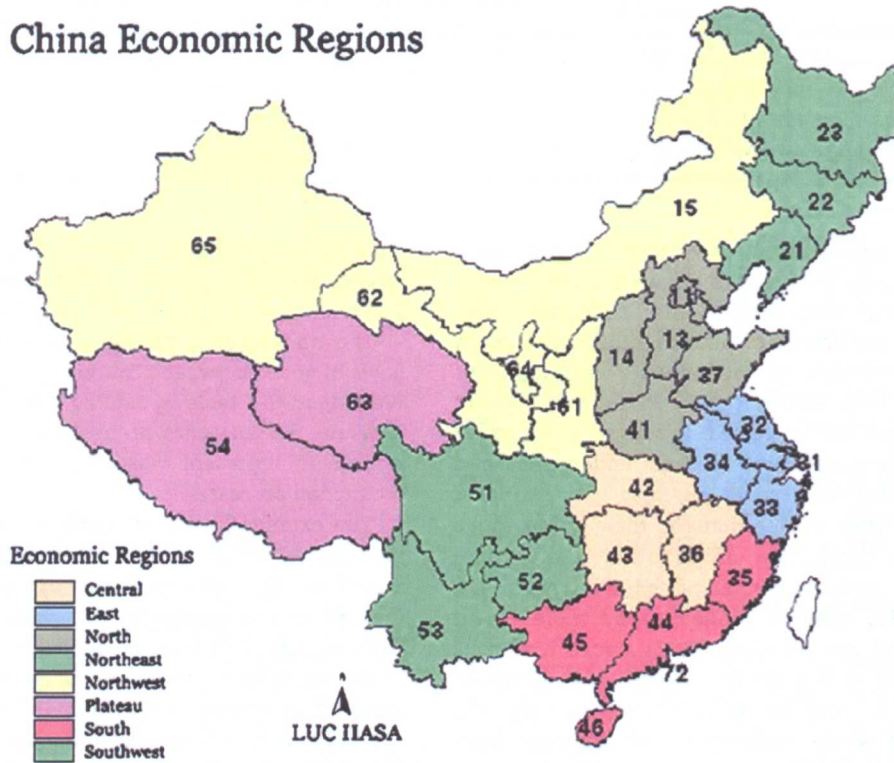 China Economic Regions
23
22
15
21
65
62
11
13
14
64
37
63
61
41
32
54
34
31
51
42
33
43
36
52
35
53
44
45
72
46
Economic Regions
Central
East
North
Northeast
Northwest
Plateau
South
Southwest
LUC IIASA